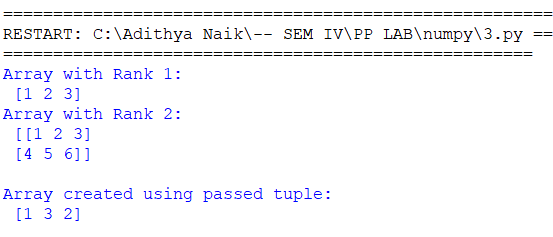 =======================================================
RESTART: C:\Adithya Naik\-- SEM IV\PP LAB\numpy\3.py ==
=====================================================
Array with Rank 1:
 [1 2 3]
Array with Rank 2:
 [[1 2 3]
 [4 5 6]]
Array created using passed tuple:
 [1 3 2]